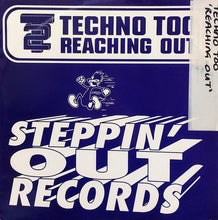 TECHNO TOO
REACHING OUT
TECHNO TOO
'REACHING OUT'
STEPPIN'
OUT
RECORDS